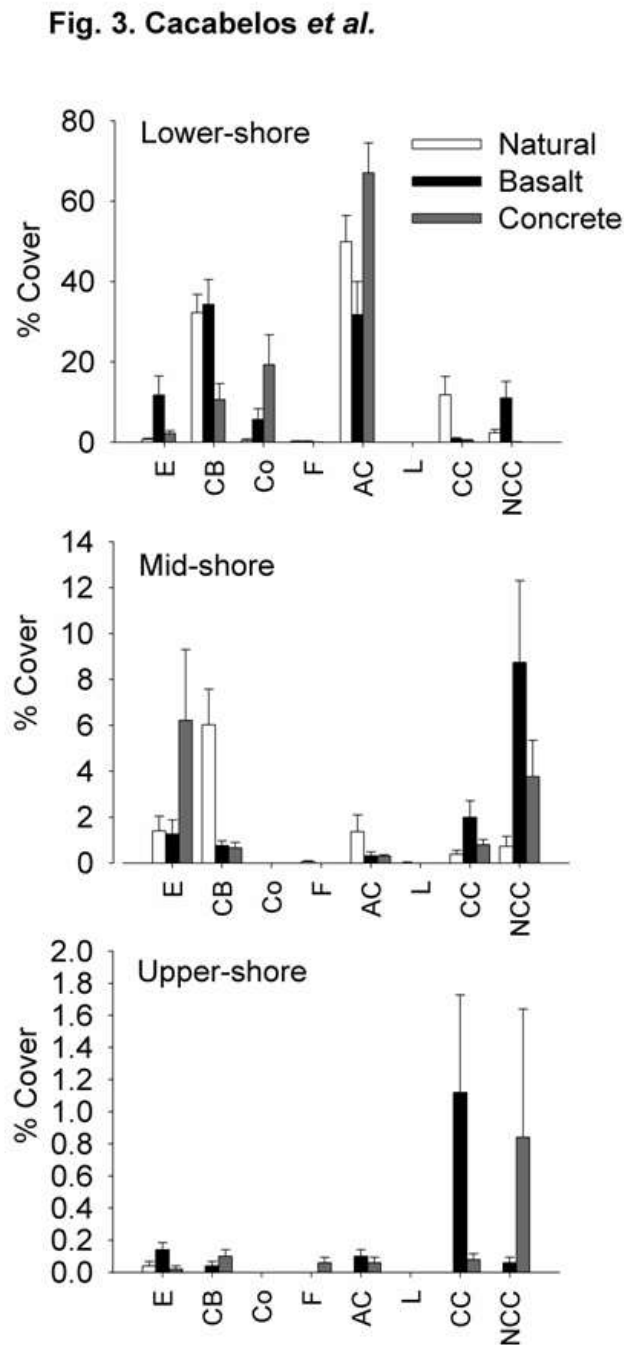 Fig. 3. Cacabelos et al.
Lower-shore
Natural
Basalt
Concrete
% Cover
80
60
40
20
0
E
CB
Co
F
AC
L
CC
NCC
Mid-shore
% Cover
14
12
10
8
6
4
2
0
E
CB
Co
F
AC
L
CC
NCC
Upper-shore
% Cover
2.0
1.8
1.6
1.4
1.2
1.0
0.8
0.6
0.4
0.2
0.0
E
CB
Co
F
AC
L
CC
NCC